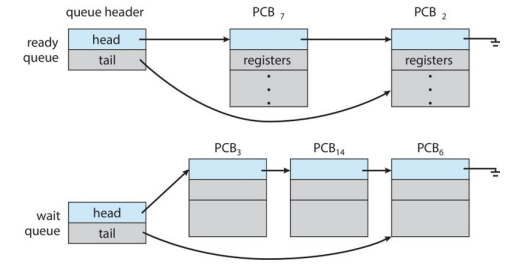 queue header PCB 7 PCB 2
ready queue
head
tail
registers
registers
PCB3 PCB14 PCB6
wait queue
head
tail